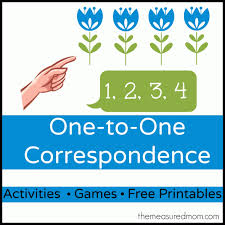 1, 2, 3, 4
One-to-One
Correspondence
Activities • Games • Free Printables
themeasuredmom.com